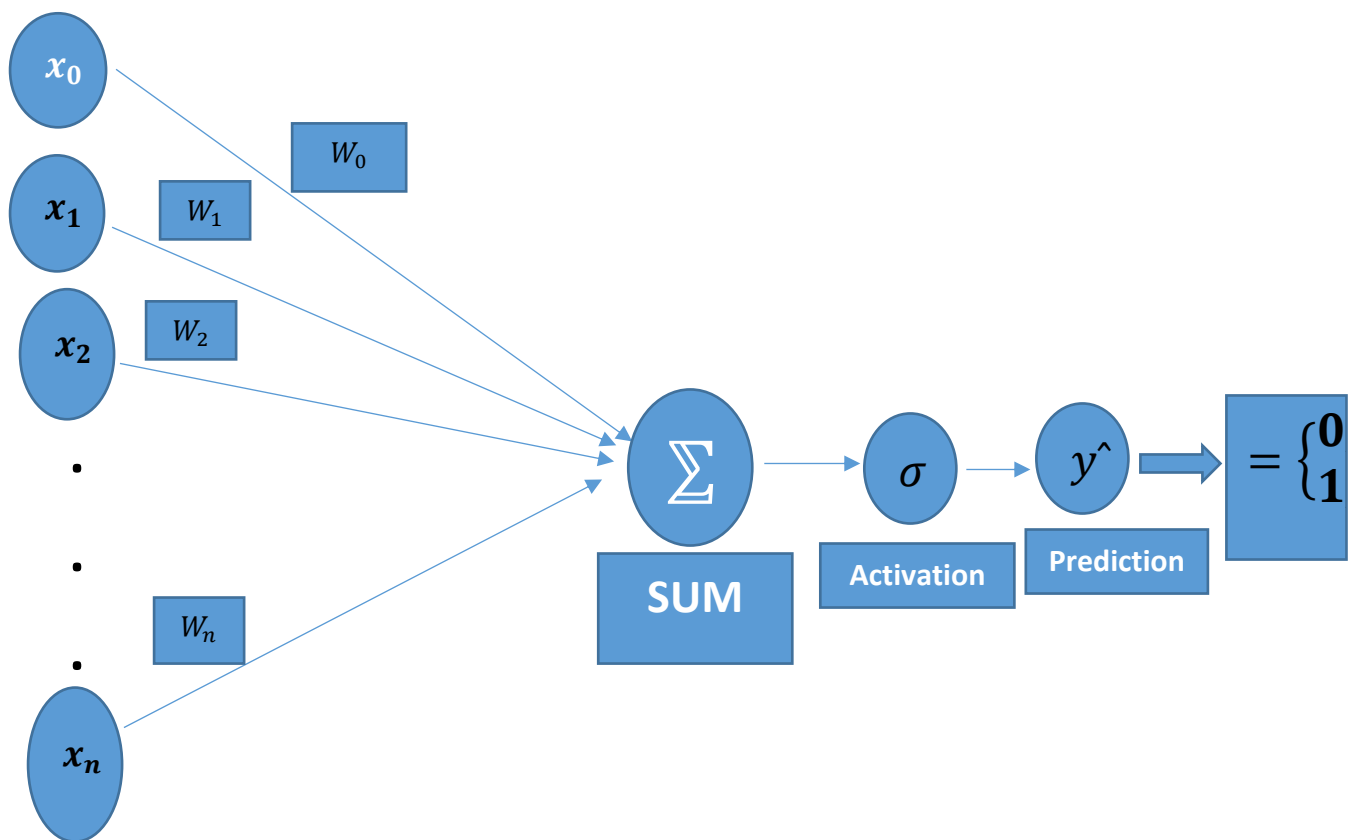 x₀
W₀
x₁
W₁
x₂
W₂
.
.
.
Wₙ
xₙ
∑
SUM
σ
Activation
y^
Prediction
= {0
1